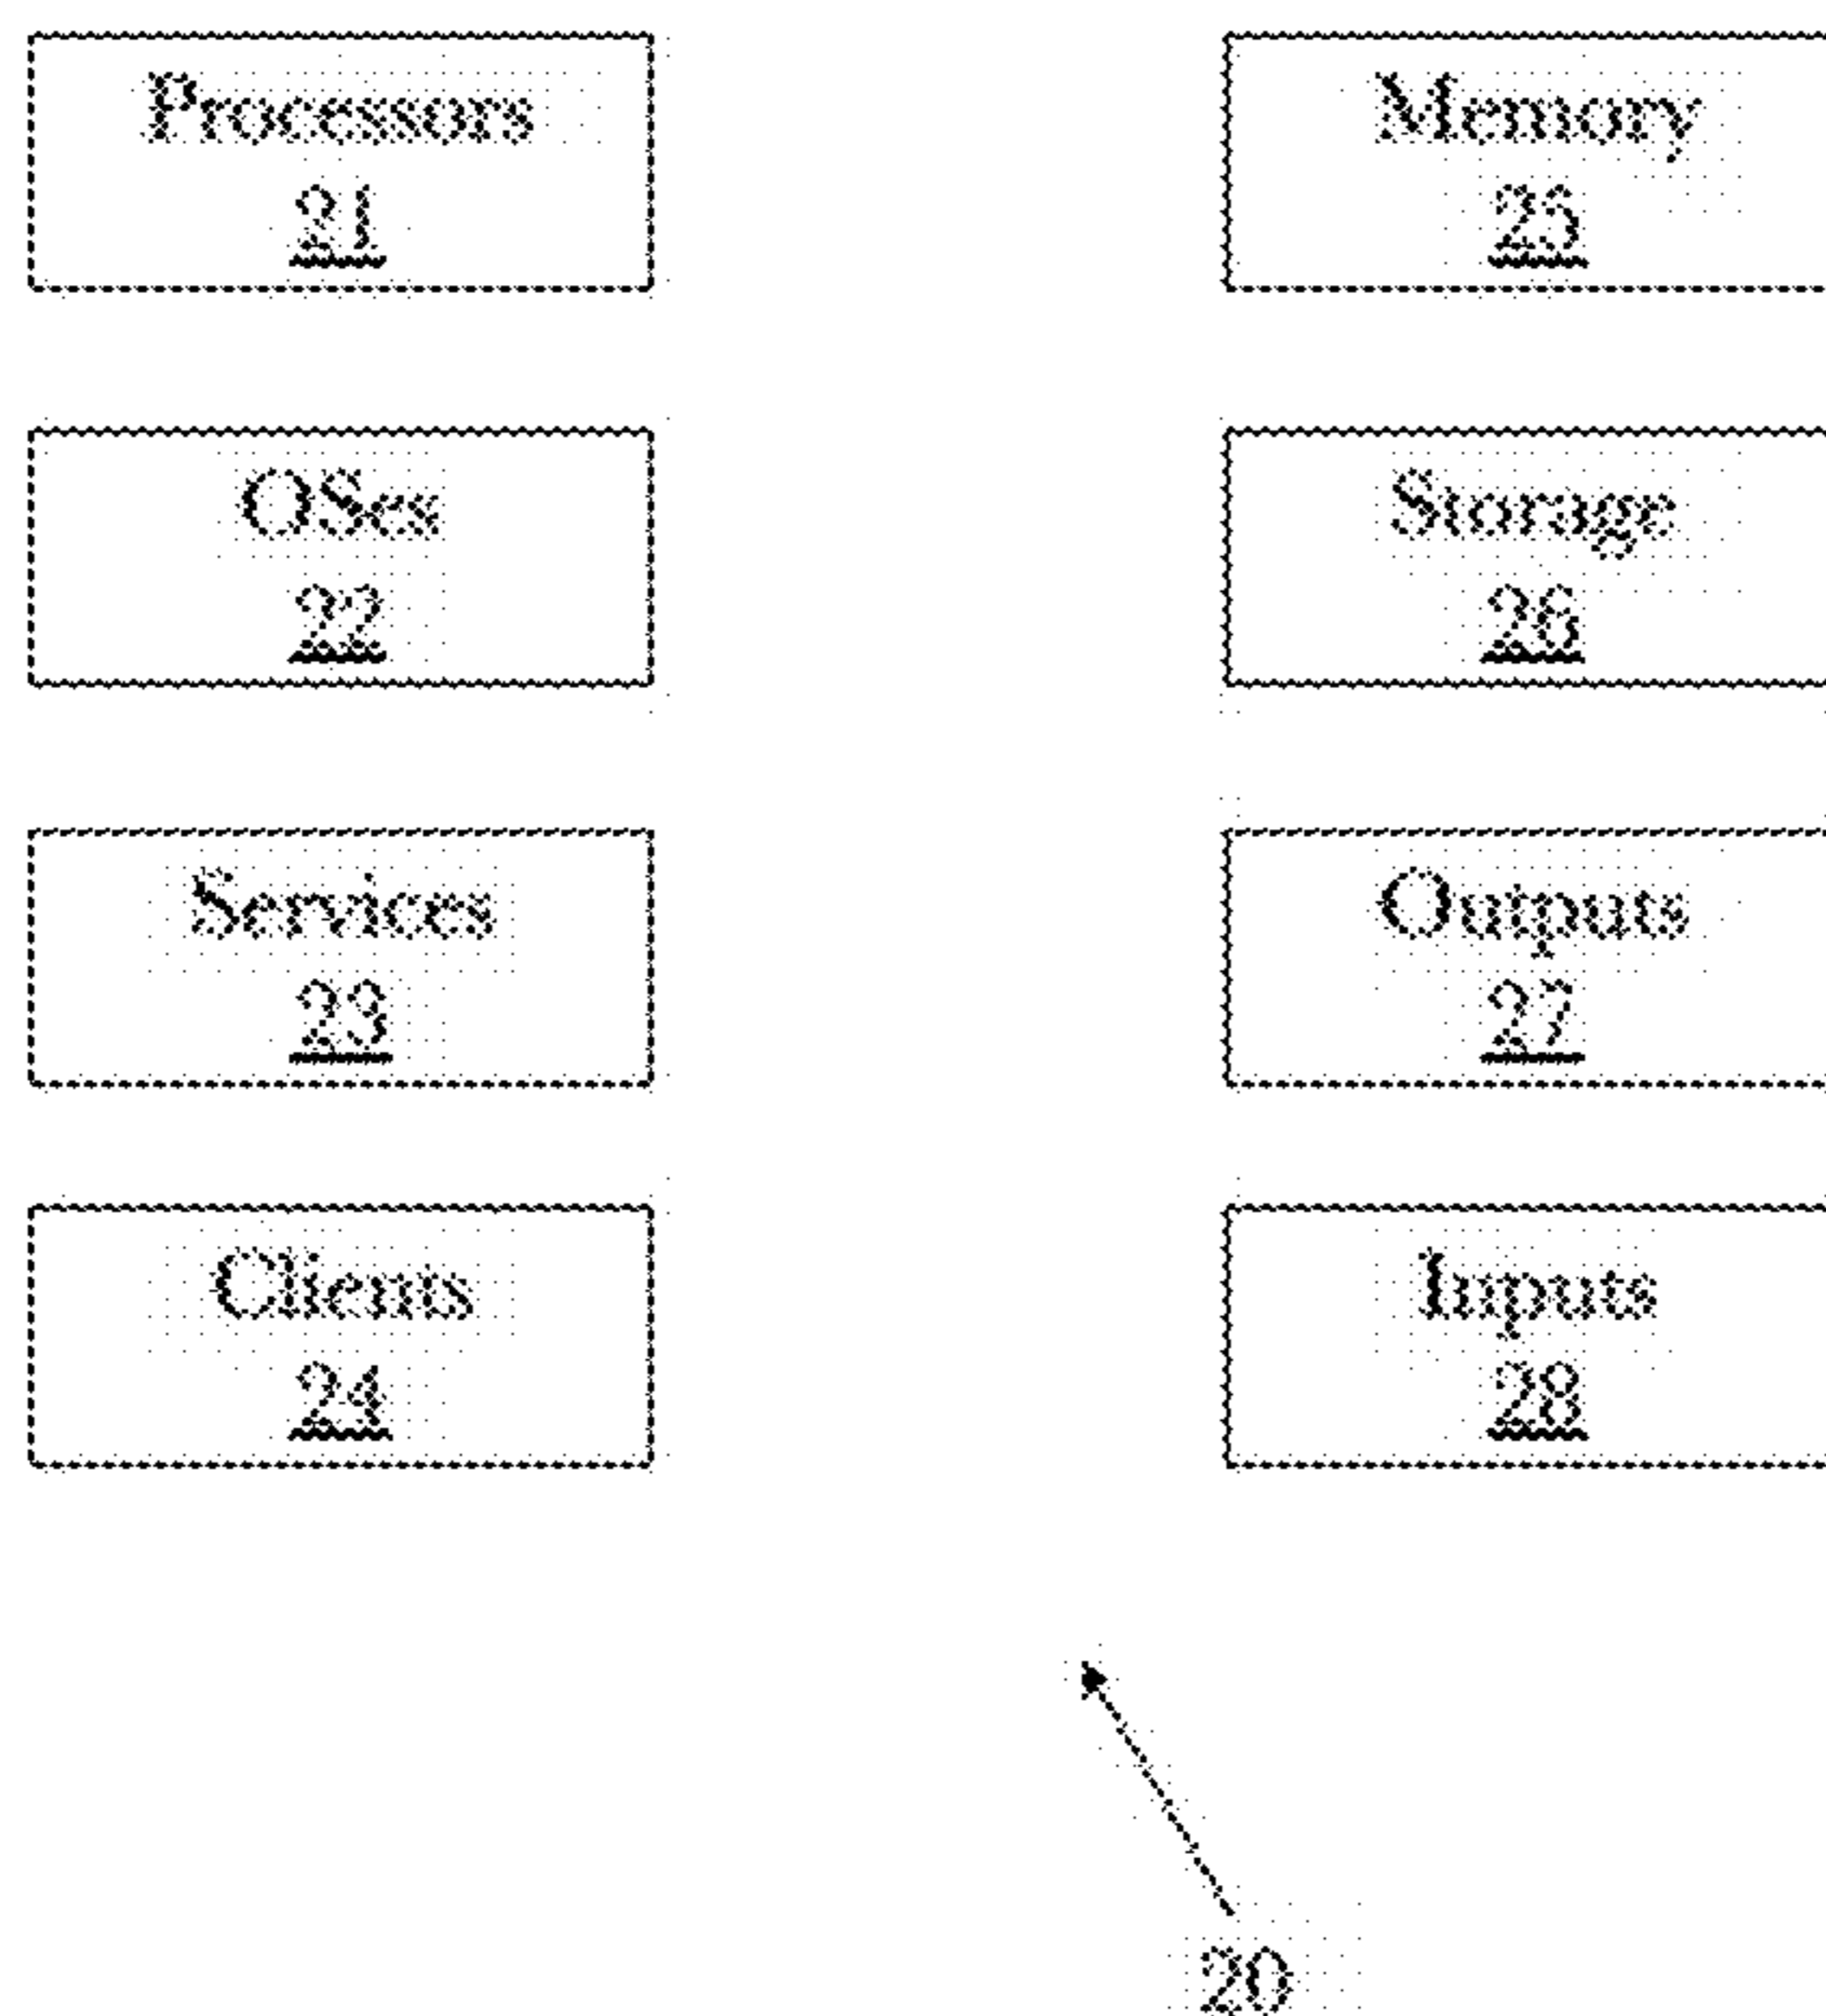 Processors
21
Memory
25
OSes
22
Storage
26
Services
23
Outputs
27
Clients
24
Inputs
28
20